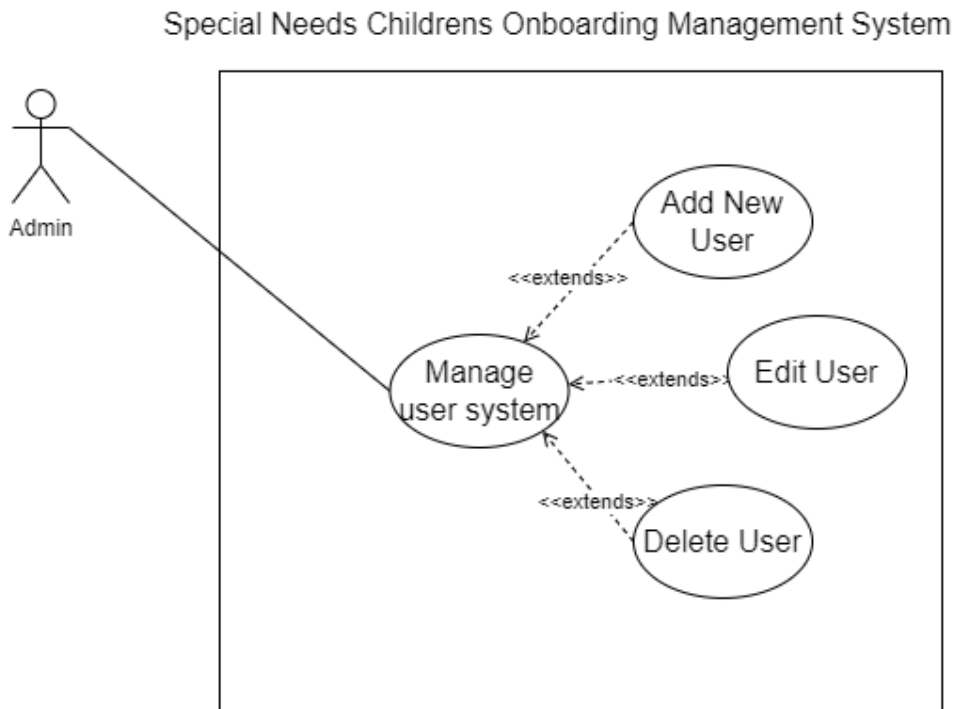 Special Needs Childrens Onboarding Management System
Admin
Add New
User
<<extends>>
Manage
user system
<<extends>>
Edit User
<<extends>>
Delete User